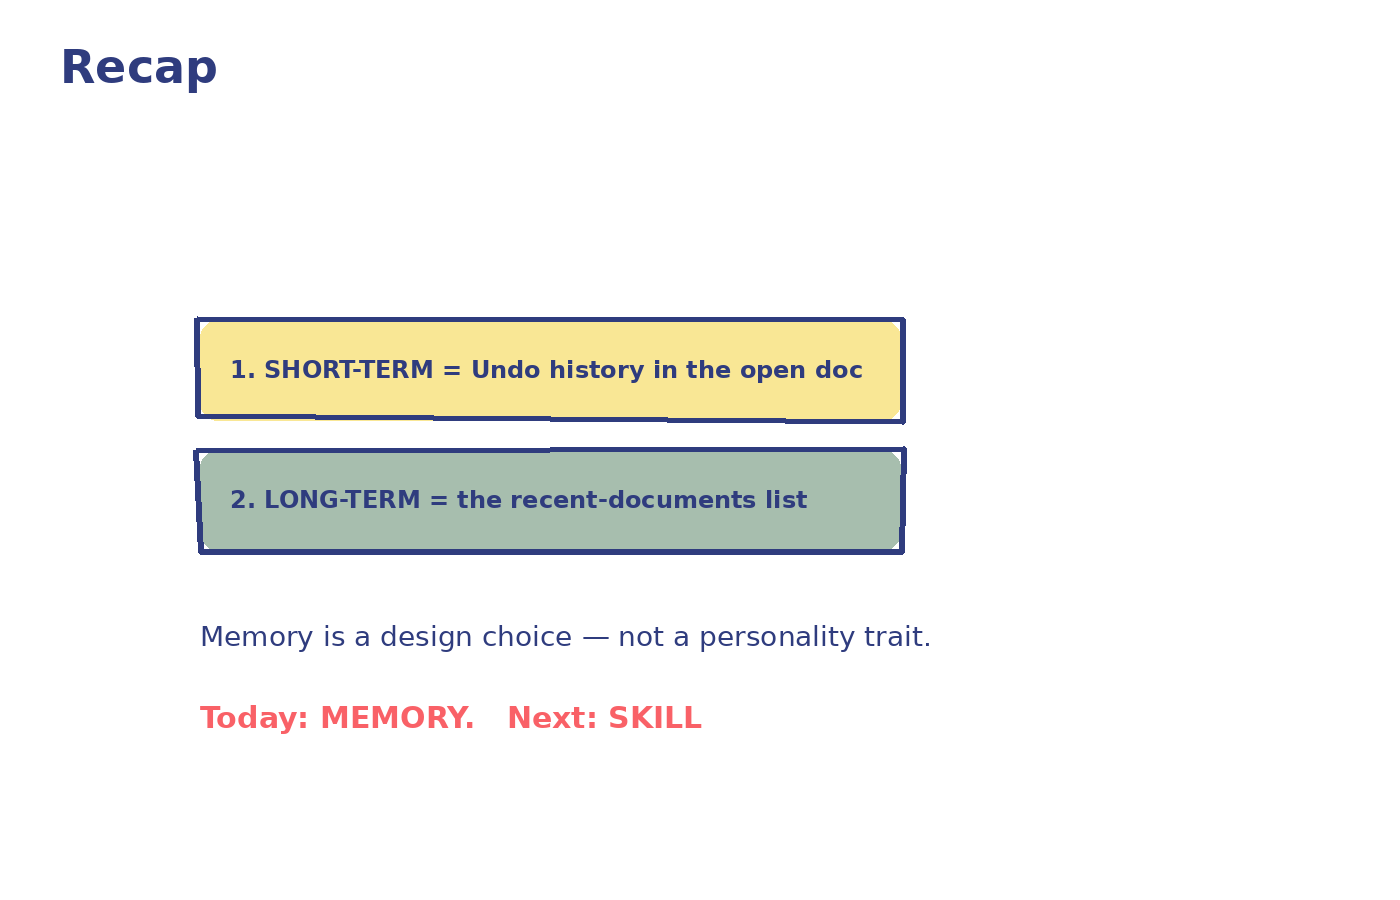 Recap
1. SHORT-TERM = Undo history in the open doc
2. LONG-TERM = the recent-documents list
Memory is a design choice — not a personality trait.
Today: MEMORY.   Next: SKILL